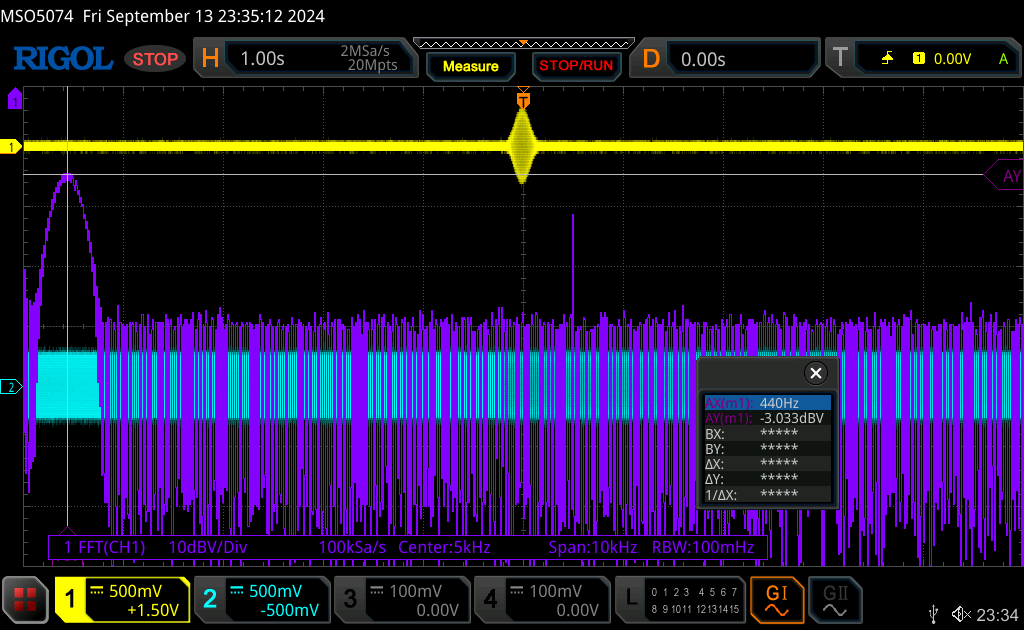 MSO5074 Fri September 13 23:35:12 2024
RIGOL STOP H 1.00s 2MSa/s 20Mpts Measure STOP/RUN D 0.00s T 1 0.00V A
T
1
1
AY
2
AX(m1): 440Hz
AY(m1): -3.033dBV
BX: *****
BY: *****
ΔX: *****
ΔY: *****
1/ΔX: *****
1 FFT(CH1) 10dBV/Div 100kSa/s Center:5kHz Span:10kHz RBW:100mHz
1 500mV +1.50V 2 500mV -500mV 3 100mV 0.00V 4 100mV 0.00V L 0 1 2 3 4 5 6 7 8 9 10 11 12 13 14 15 GI GII
23:34